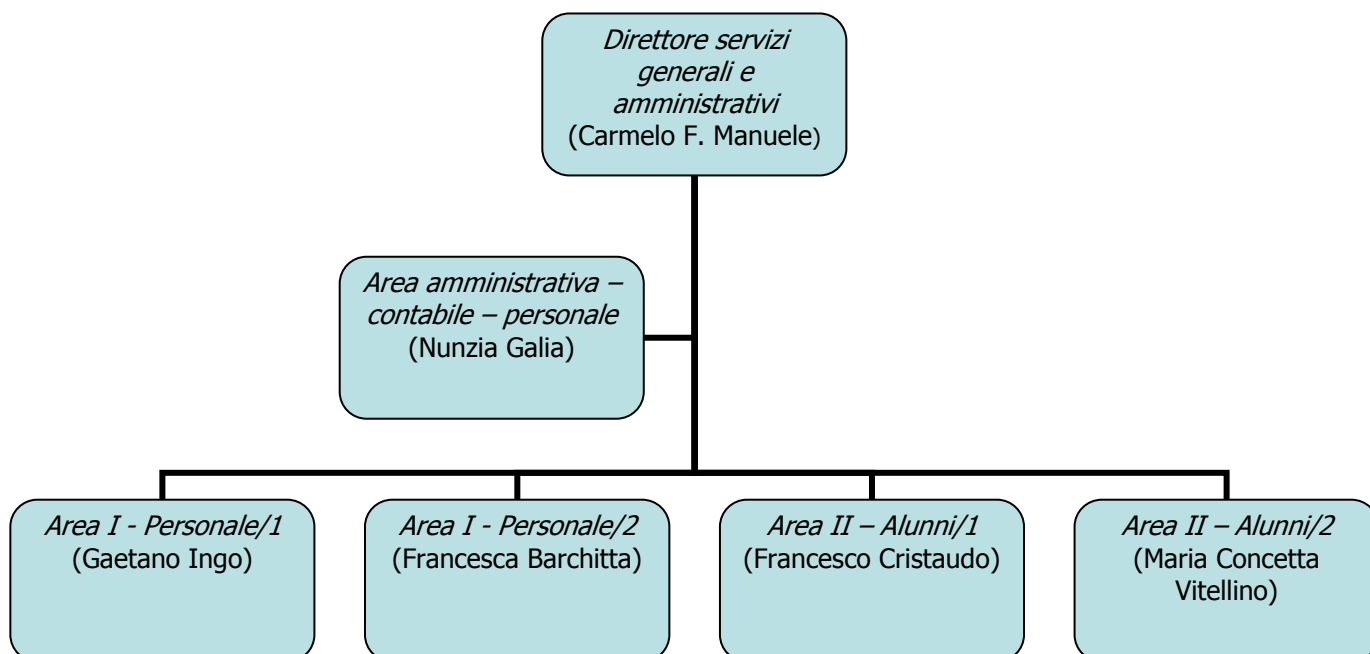 Direttore servizi
generali e
amministrativi
(Carmelo F. Manuele)
Area amministrativa –
contabile – personale
(Nunzia Galia)
Area I - Personale/1
(Gaetano Ingo)
Area I - Personale/2
(Francesca Barchitta)
Area II – Alunni/1
(Francesco Cristaudo)
Area II – Alunni/2
(Maria Concetta
Vitellino)